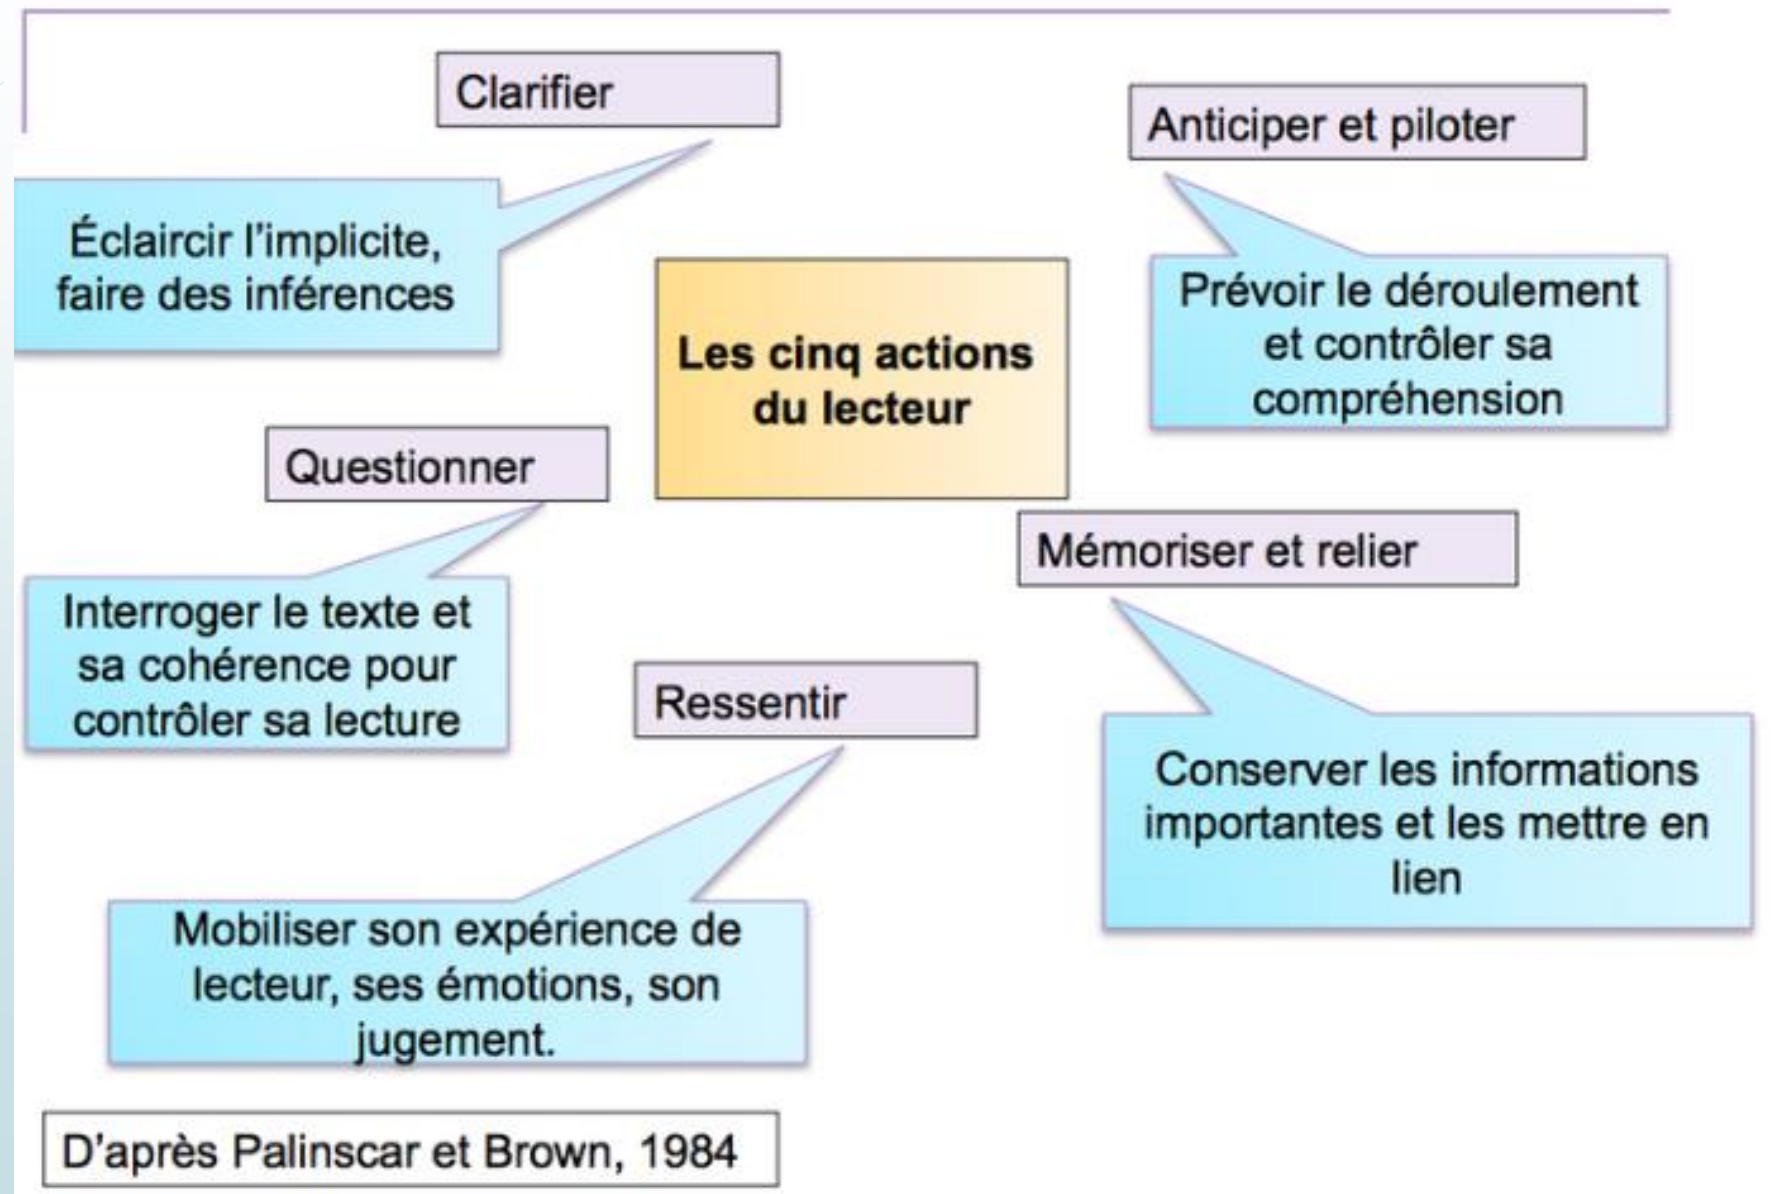 Clarifier
Éclaircir l'implicite,
faire des inférences
Anticiper et piloter
Prévoir le déroulement
et contrôler sa
compréhension
Les cinq actions
du lecteur
Questionner
Interroger le texte et
sa cohérence pour
contrôler sa lecture
Mémoriser et relier
Conserver les informations
importantes et les mettre en
lien
Ressentir
Mobiliser son expérience de
lecteur, ses émotions, son
jugement.
D'après Palinscar et Brown, 1984